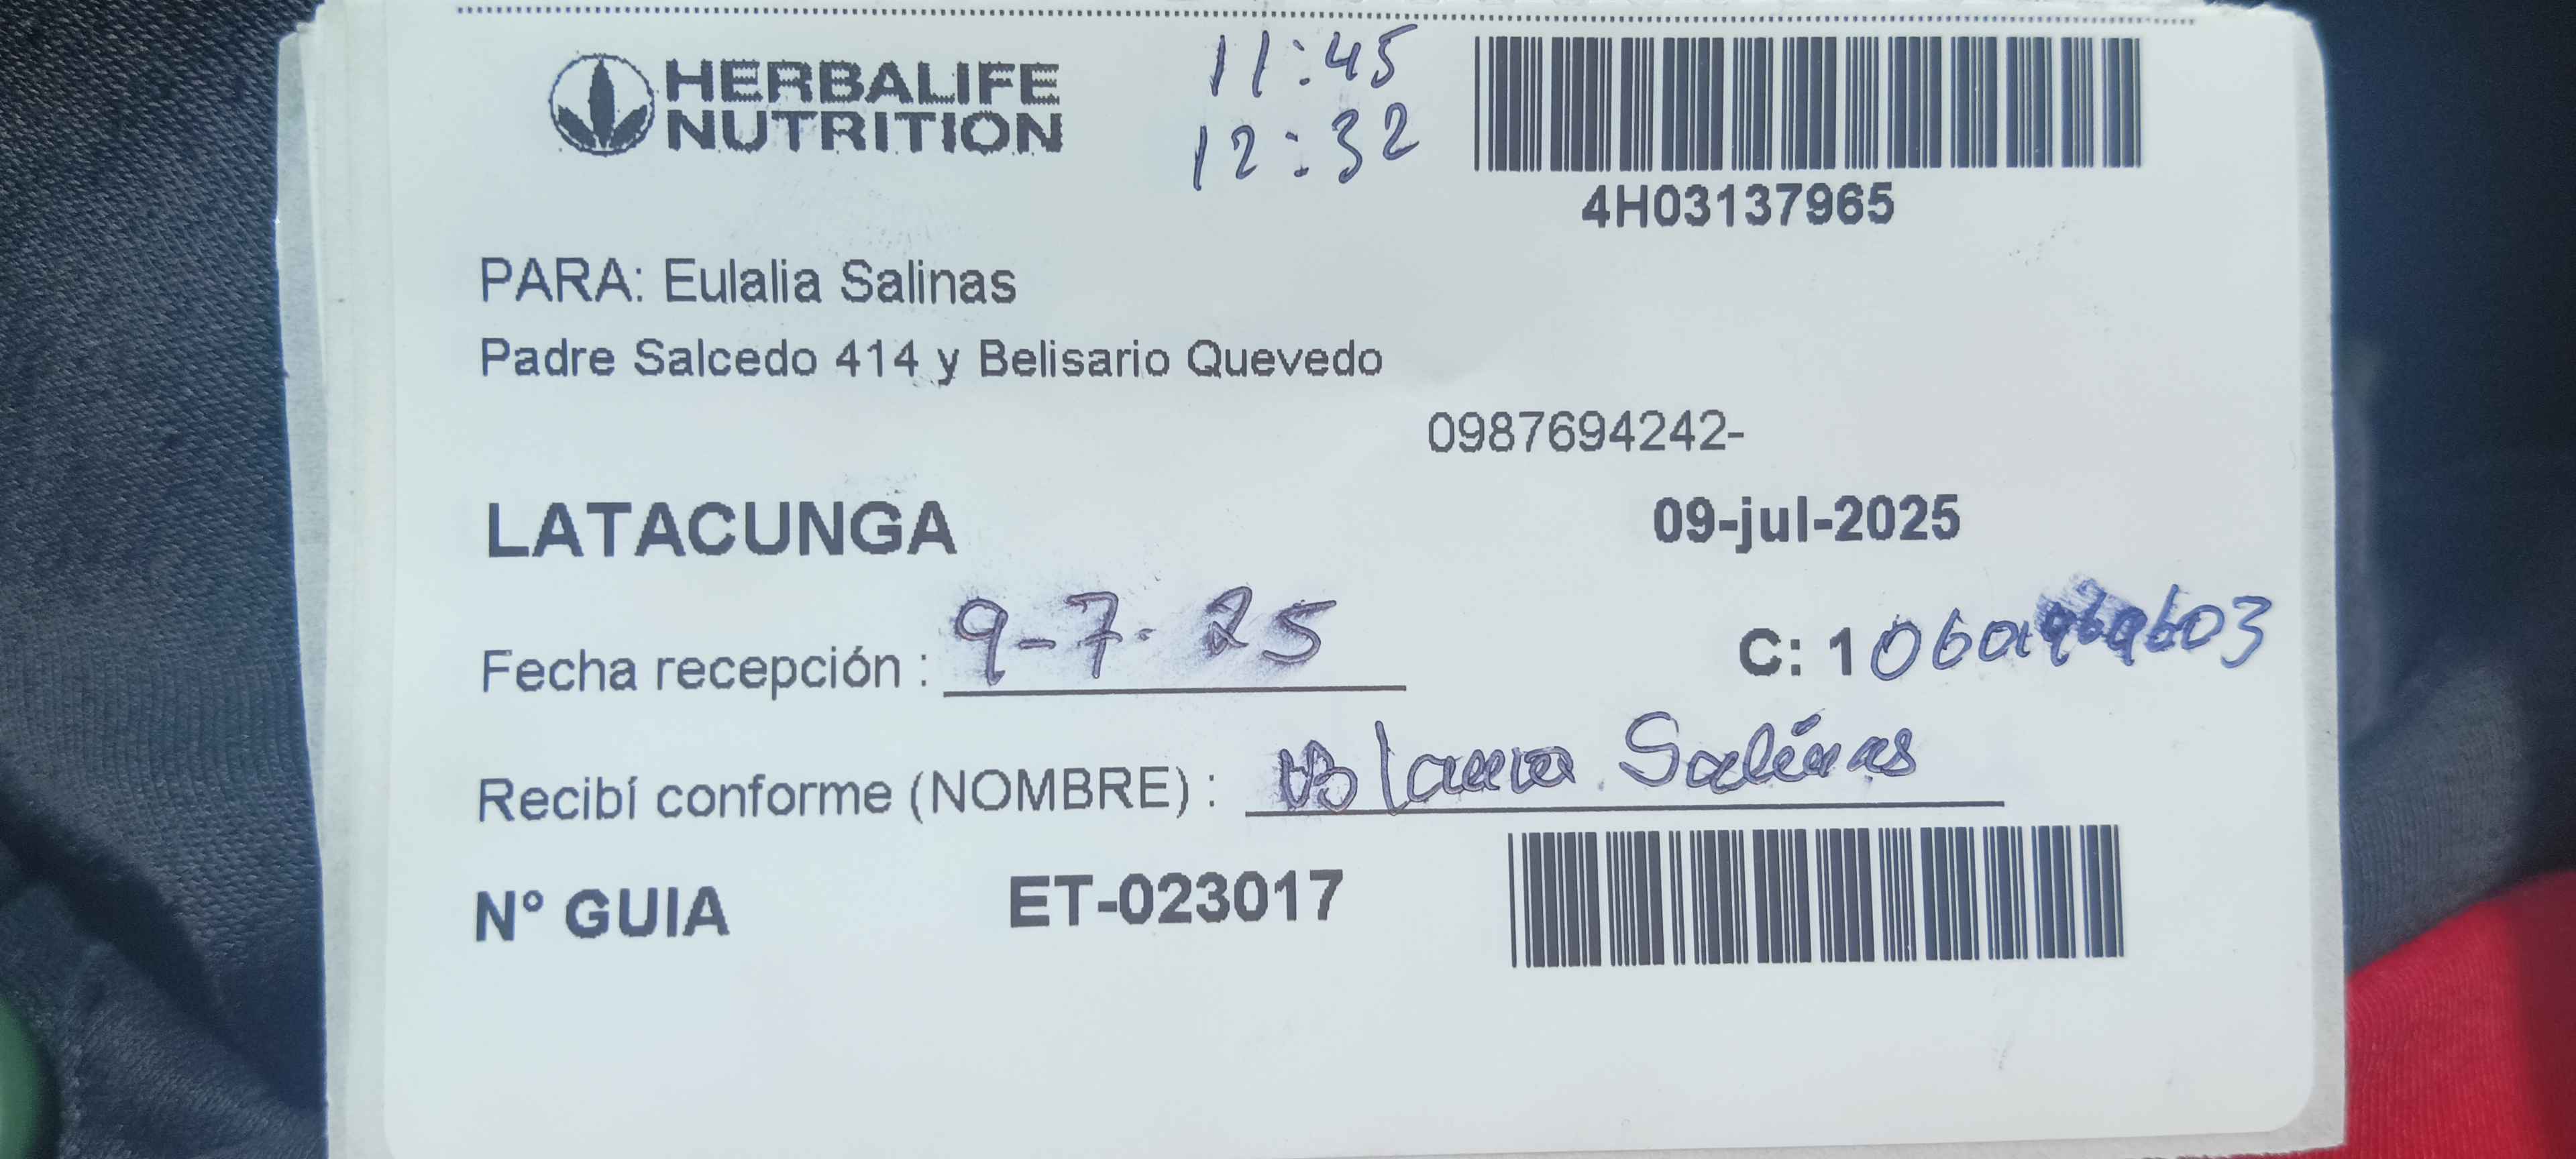 HERBALIFE
NUTRITION
11:45
12:32
4H03137965
PARA: Eulalia Salinas
Padre Salcedo 414 y Belisario Quevedo
0987694242-
LATACUNGA
09-jul-2025
Fecha recepción : 9-7-25
C: 1
Recibí conforme (NOMBRE) : Salinas
N° GUIA ET-023017